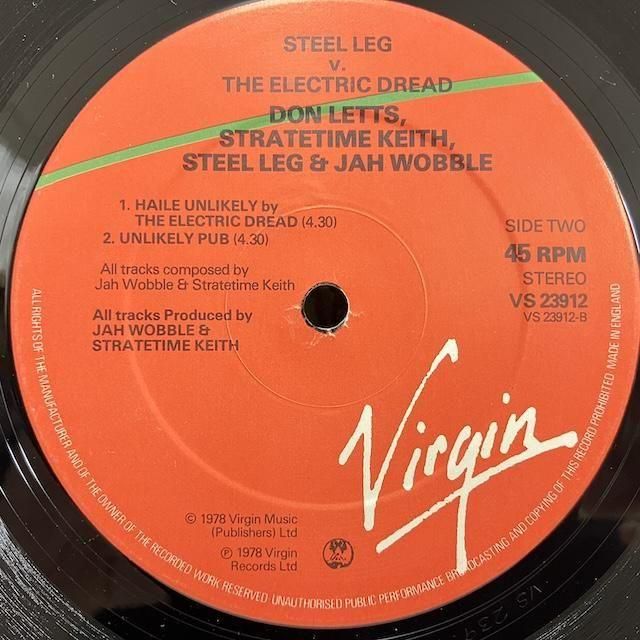 STEEL LEG
v.
THE ELECTRIC DREAD
DON LETTS,
STRATETIME KEITH,
STEEL LEG & JAH WOBBLE
1. HAILE UNLIKELY by
THE ELECTRIC DREAD (4.30)
2. UNLIKELY PUB (4.30)
All tracks composed by
Jah Wobble & Stratetime Keith
All tracks Produced by
JAH WOBBLE &
STRATETIME KEITH
SIDE TWO
45 RPM
STEREO
VS 23912
VS 23912-B
Virgin
© 1978 Virgin Music
(Publishers) Ltd
℗ 1978 Virgin
Records Ltd
ALL RIGHTS OF THE MANUFACTURER AND OF THE OWNER OF THE RECORDED WORK RESERVED UNAUTHORISED PUBLIC PERFORMANCE BROADCASTING AND COPYING OF THIS RECORD PROHIBITED MADE IN ENGLAND
VS 239